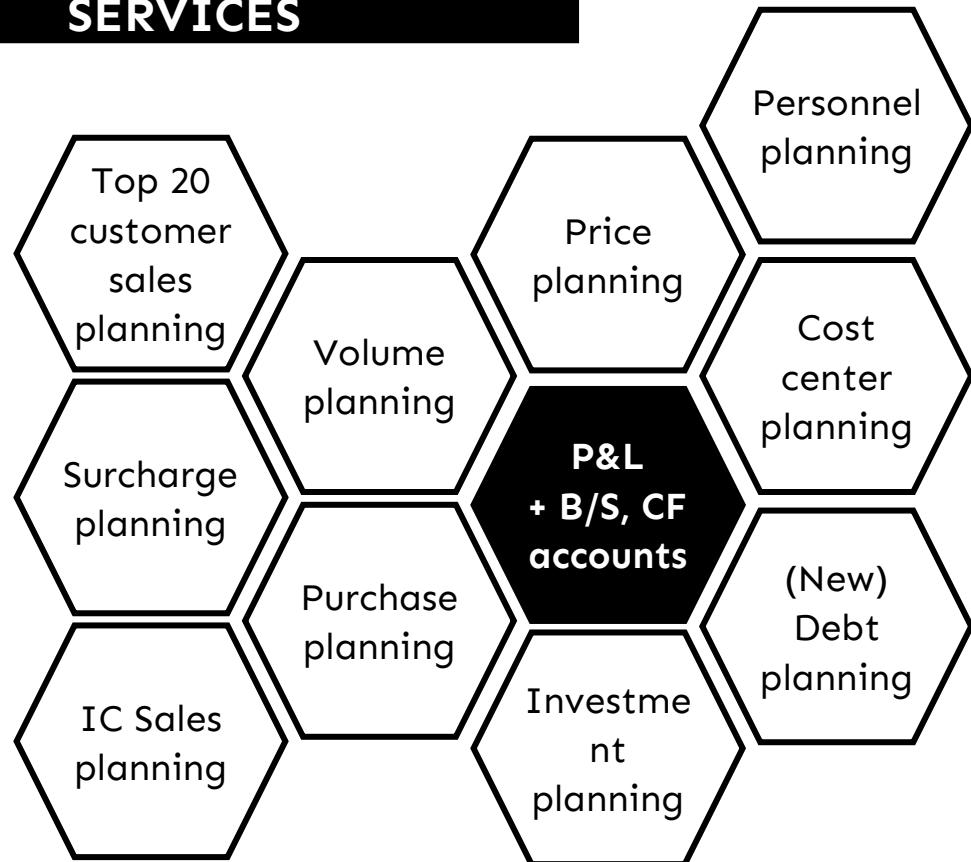 SERVICES
Personnel
planning
Top 20
customer
sales
planning
Price
planning
Volume
planning
Cost
center
planning
Surcharge
planning
P&L
+ B/S, CF
accounts
Purchase
planning
(New)
Debt
planning
IC Sales
planning
Investme
nt
planning